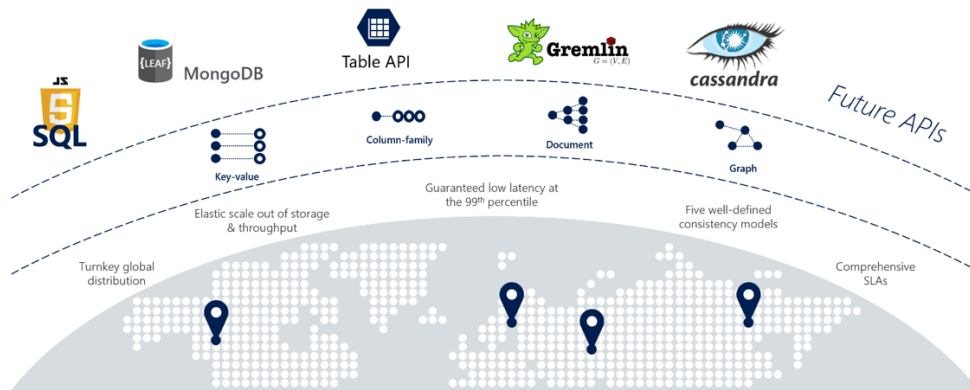 JS
SQL
{LEAF}
MongoDB
Table API
Gremlin
G = (V, E)
cassandra
Future APIs
Key-value
Column-family
Document
Graph
Turnkey global
distribution
Elastic scale out of storage
& throughput
Guaranteed low latency at
the 99th percentile
Five well-defined
consistency models
Comprehensive
SLAs